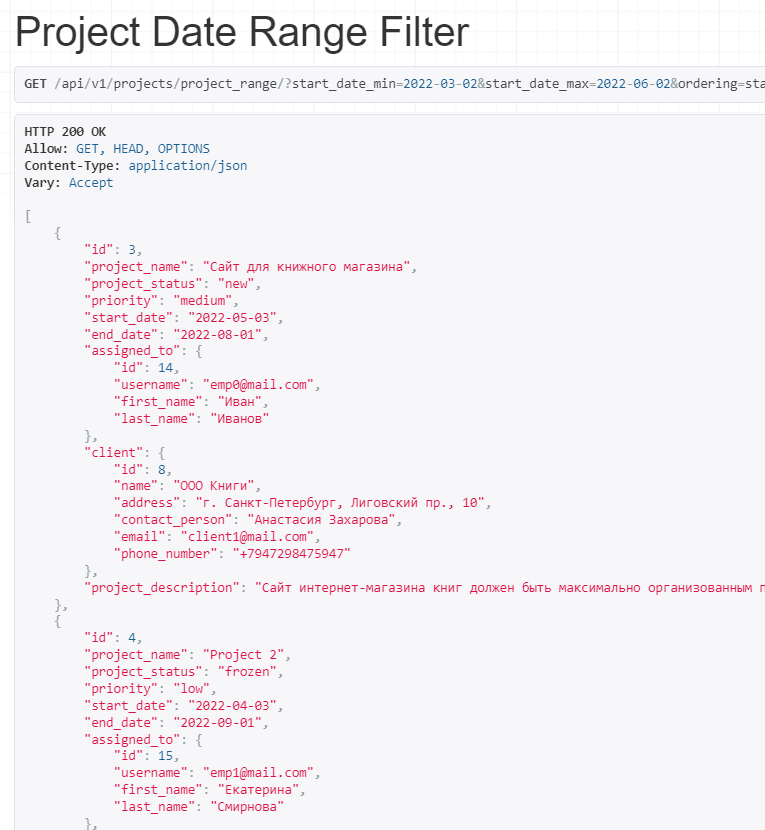 Project Date Range Filter
GET /api/v1/projects/project_range/?start_date_min=2022-03-02&start_date_max=2022-06-02&ordering=sta
HTTP 200 OK
Allow: GET, HEAD, OPTIONS
Content-Type: application/json
Vary: Accept
[
    {
        "id": 3,
        "project_name": "Сайт для книжного магазина",
        "project_status": "new",
        "priority": "medium",
        "start_date": "2022-05-03",
        "end_date": "2022-08-01",
        "assigned_to": {
            "id": 14,
            "username": "emp0@mail.com",
            "first_name": "Иван",
            "last_name": "Иванов"
        },
        "client": {
            "id": 8,
            "name": "ООО Книги",
            "address": "г. Санкт-Петербург, Лиговский пр., 10",
            "contact_person": "Анастасия Захарова",
            "email": "client1@mail.com",
            "phone_number": "+7947298475947"
        },
        "project_description": "Сайт интернет-магазина книг должен быть максимально организованным п
    },
    {
        "id": 4,
        "project_name": "Project 2",
        "project_status": "frozen",
        "priority": "low",
        "start_date": "2022-04-03",
        "end_date": "2022-09-01",
        "assigned_to": {
            "id": 15,
            "username": "emp1@mail.com",
            "first_name": "Екатерина",
            "last_name": "Смирнова"
        },